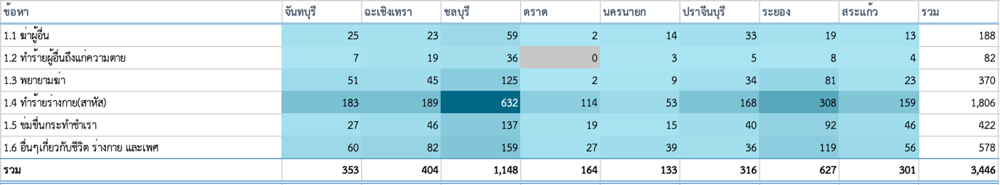 ข้อหา จันทบุรี ฉะเชิงเทรา ชลบุรี ตราด นครนายก ปราจีนบุรี ระยอง สระแก้ว รวม
1.1 ฆ่าผู้อื่น 25 23 59 2 14 33 19 13 188
1.2 ทำร้ายผู้อื่นถึงแก่ความตาย 7 19 36 0 3 5 8 4 82
1.3 พยายามฆ่า 51 45 125 2 9 34 81 23 370
1.4 ทำร้ายร่างกาย(สาหัส) 183 189 632 114 53 168 308 159 1,806
1.5 ข่มขืนกระทำชำเรา 27 46 137 19 15 40 92 46 422
1.6 อื่นๆเกี่ยวกับชีวิต ร่างกาย และเพศ 60 82 159 27 39 36 119 56 578
รวม 353 404 1,148 164 133 316 627 301 3,446